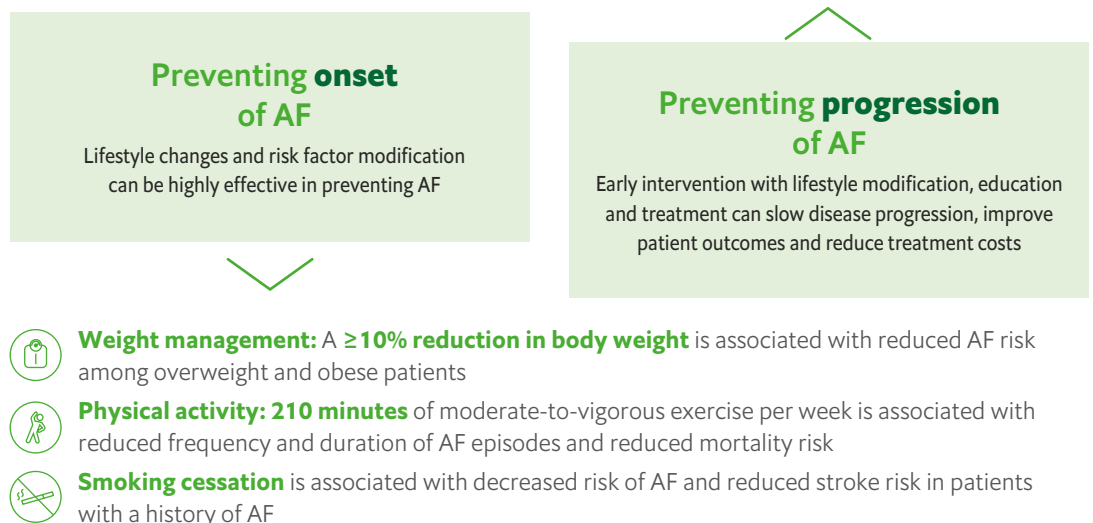 Preventing onset
of AF
Lifestyle changes and risk factor modification
can be highly effective in preventing AF
Preventing progression
of AF
Early intervention with lifestyle modification, education
and treatment can slow disease progression, improve
patient outcomes and reduce treatment costs
Weight management: A ≥10% reduction in body weight is associated with reduced AF risk
among overweight and obese patients
Physical activity: 210 minutes of moderate-to-vigorous exercise per week is associated with
reduced frequency and duration of AF episodes and reduced mortality risk
Smoking cessation is associated with decreased risk of AF and reduced stroke risk in patients
with a history of AF